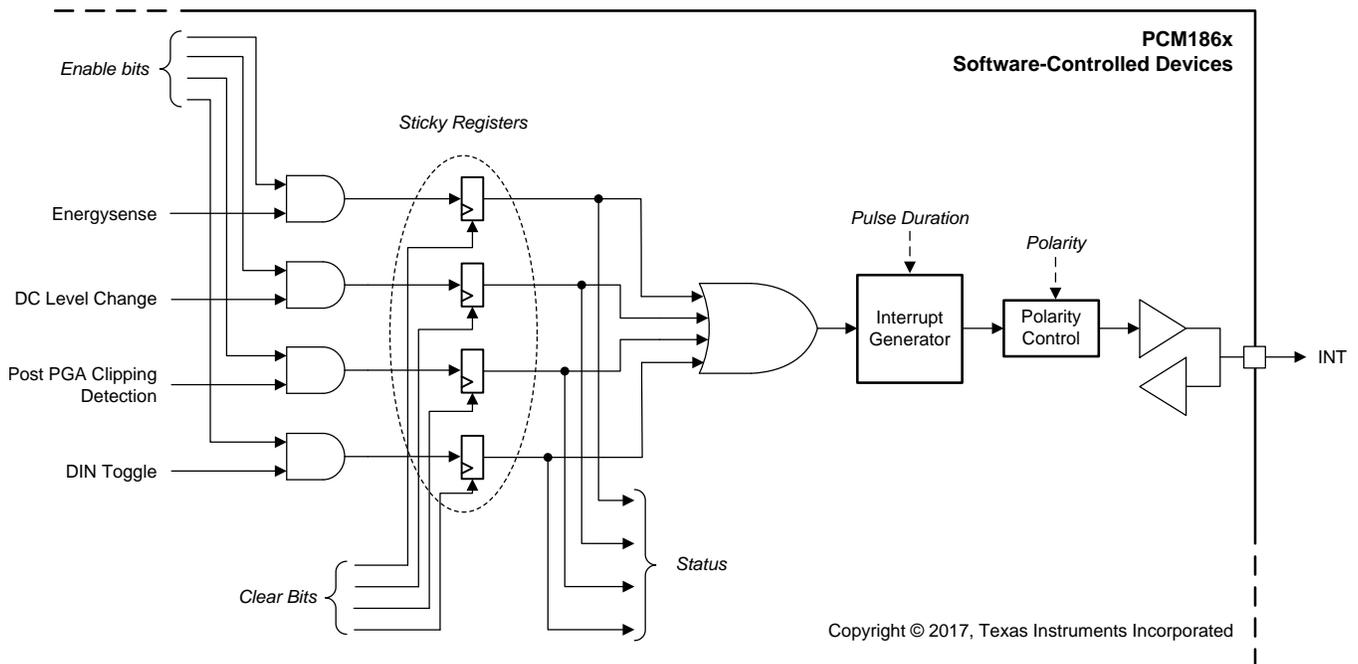 PCM186x
Software-Controlled Devices
Enable bits
Sticky Registers
Energysense
DC Level Change
Post PGA Clipping
Detection
DIN Toggle
Pulse Duration
Polarity
Interrupt
Generator
Polarity
Control
INT
Status
Clear Bits
Copyright © 2017, Texas Instruments Incorporated